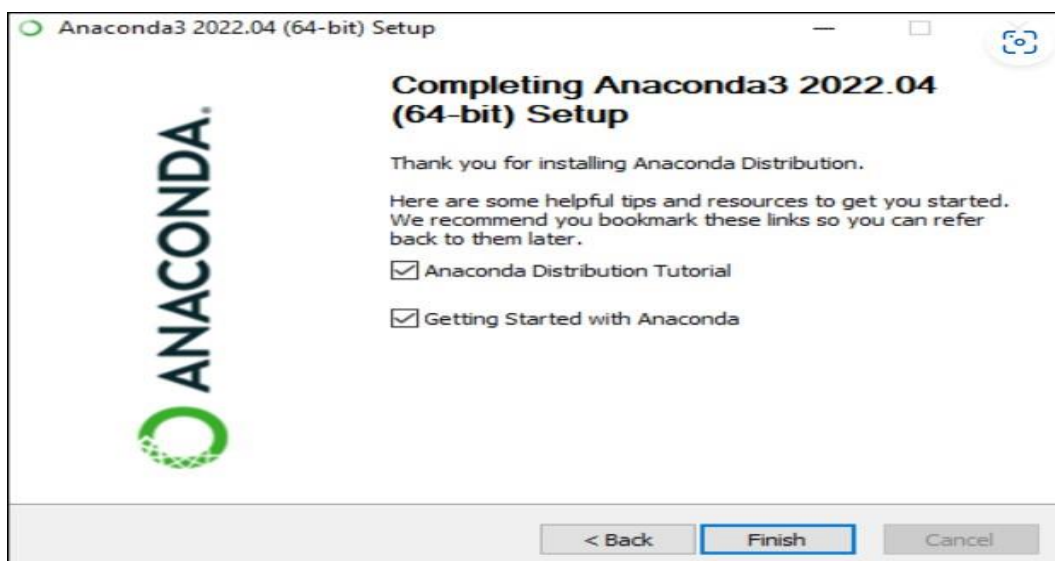 Anaconda3 2022.04 (64-bit) Setup
Completing Anaconda3 2022.04
(64-bit) Setup
Thank you for installing Anaconda Distribution.
Here are some helpful tips and resources to get you started.
We recommend you bookmark these links so you can refer
back to them later.
Anaconda Distribution Tutorial
Getting Started with Anaconda
ANACONDA.
< Back
Finish
Cancel